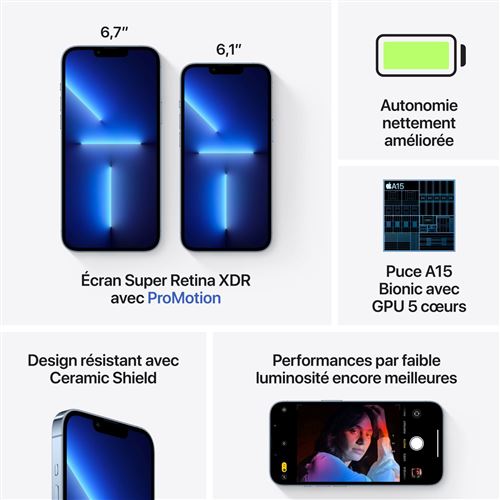 6,7″
6,1″
Écran Super Retina XDR
avec ProMotion
Autonomie
nettement
améliorée
A15
Puce A15
Bionic avec
GPU 5 cœurs
Design résistant avec
Ceramic Shield
Performances par faible
luminosité encore meilleures